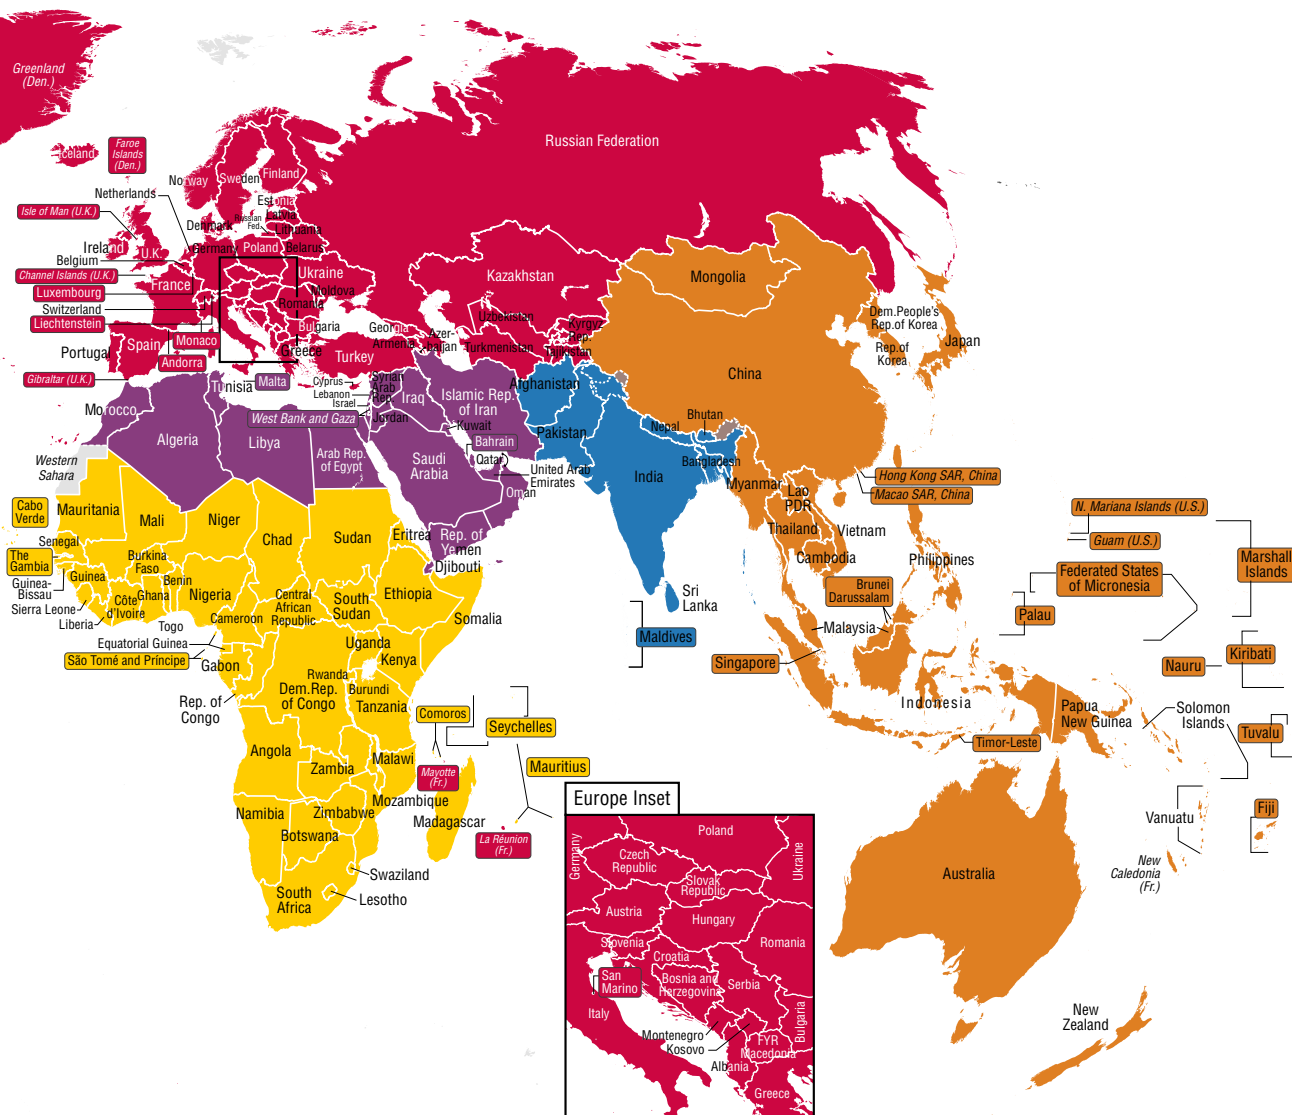 Greenland
(Den.)
Iceland
Faroe
Islands
(Den.)
Norway
Sweden
Finland
Russian Federation
Netherlands
Isle of Man (U.K.)
Estonia
Latvia
Russian
Fed.
Lithuania
Denmark
Ireland
U.K.
Germany
Poland
Belarus
Belgium
Channel Islands (U.K.)
France
Ukraine
Luxembourg
Moldova
Romania
Switzerland
Liechtenstein
Bulgaria
Monaco
Portugal
Spain
Andorra
Greece
Gibraltar (U.K.)
Georgia
Armenia
Azer-
baijan
Turkey
Kazakhstan
Uzbekistan
Kyrgyz
Rep.
Turkmenistan
Tajikistan
Mongolia
China
Dem.People's
Rep.of Korea
Rep.of
Korea
Japan
Tunisia
Malta
Cyprus
Lebanon
Israel
Syrian
Arab
Rep.
West Bank and Gaza
Jordan
Iraq
Islamic Rep.
of Iran
Kuwait
Bahrain
Qatar
United Arab
Emirates
Saudi
Arabia
Oman
Rep. of
Yemen
Morocco
Algeria
Libya
Arab Rep.
of Egypt
Western
Sahara
Afghanistan
Pakistan
India
Nepal
Bhutan
Bangladesh
Sri
Lanka
Maldives
Myanmar
Lao
PDR
Thailand
Vietnam
Cambodia
Hong Kong SAR, China
Macao SAR, China
Philippines
Brunei
Darussalam
Malaysia
Singapore
Indonesia
Timor-Leste
Papua
New Guinea
N. Mariana Islands (U.S.)
Guam (U.S.)
Federated States
of Micronesia
Marshall
Islands
Palau
Kiribati
Nauru
Solomon
Islands
Tuvalu
Vanuatu
Fiji
New
Caledonia
(Fr.)
Australia
New
Zealand
Cabo
Verde
Mauritania
Mali
Niger
Chad
Sudan
Eritrea
Djibouti
Senegal
The
Gambia
Guinea-
Bissau
Guinea
Sierra Leone
Liberia
Burkina
Faso
Côte
d'Ivoire
Ghana
Benin
Togo
Nigeria
Cameroon
Central
African
Republic
South
Sudan
Ethiopia
Somalia
Equatorial Guinea
São Tomé and Príncipe
Gabon
Rep. of
Congo
Dem.Rep.
of Congo
Uganda
Kenya
Rwanda
Burundi
Tanzania
Comoros
Seychelles
Mauritius
Mayotte
(Fr.)
La Réunion
(Fr.)
Angola
Zambia
Malawi
Mozambique
Madagascar
Namibia
Zimbabwe
Botswana
Swaziland
Lesotho
South
Africa
Europe Inset
Germany
Poland
Czech
Republic
Ukraine
Slovak
Republic
Austria
Hungary
Slovenia
Croatia
Romania
San
Marino
Bosnia and
Herzegovina
Serbia
Italy
Bulgaria
Montenegro
Kosovo
FYR
Macedonia
Albania
Greece